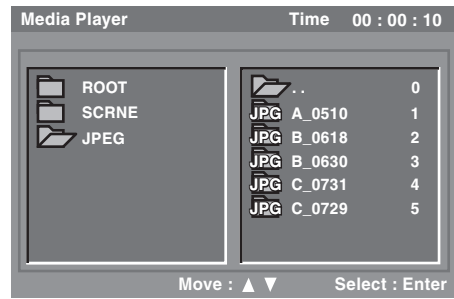 Media Player Time 00 : 00 : 10
ROOT
SCRNE
JPEG
. . 0
JPG A_0510 1
JPG B_0618 2
JPG B_0630 3
JPG C_0731 4
JPG C_0729 5
Move : ▲ ▼ Select : Enter